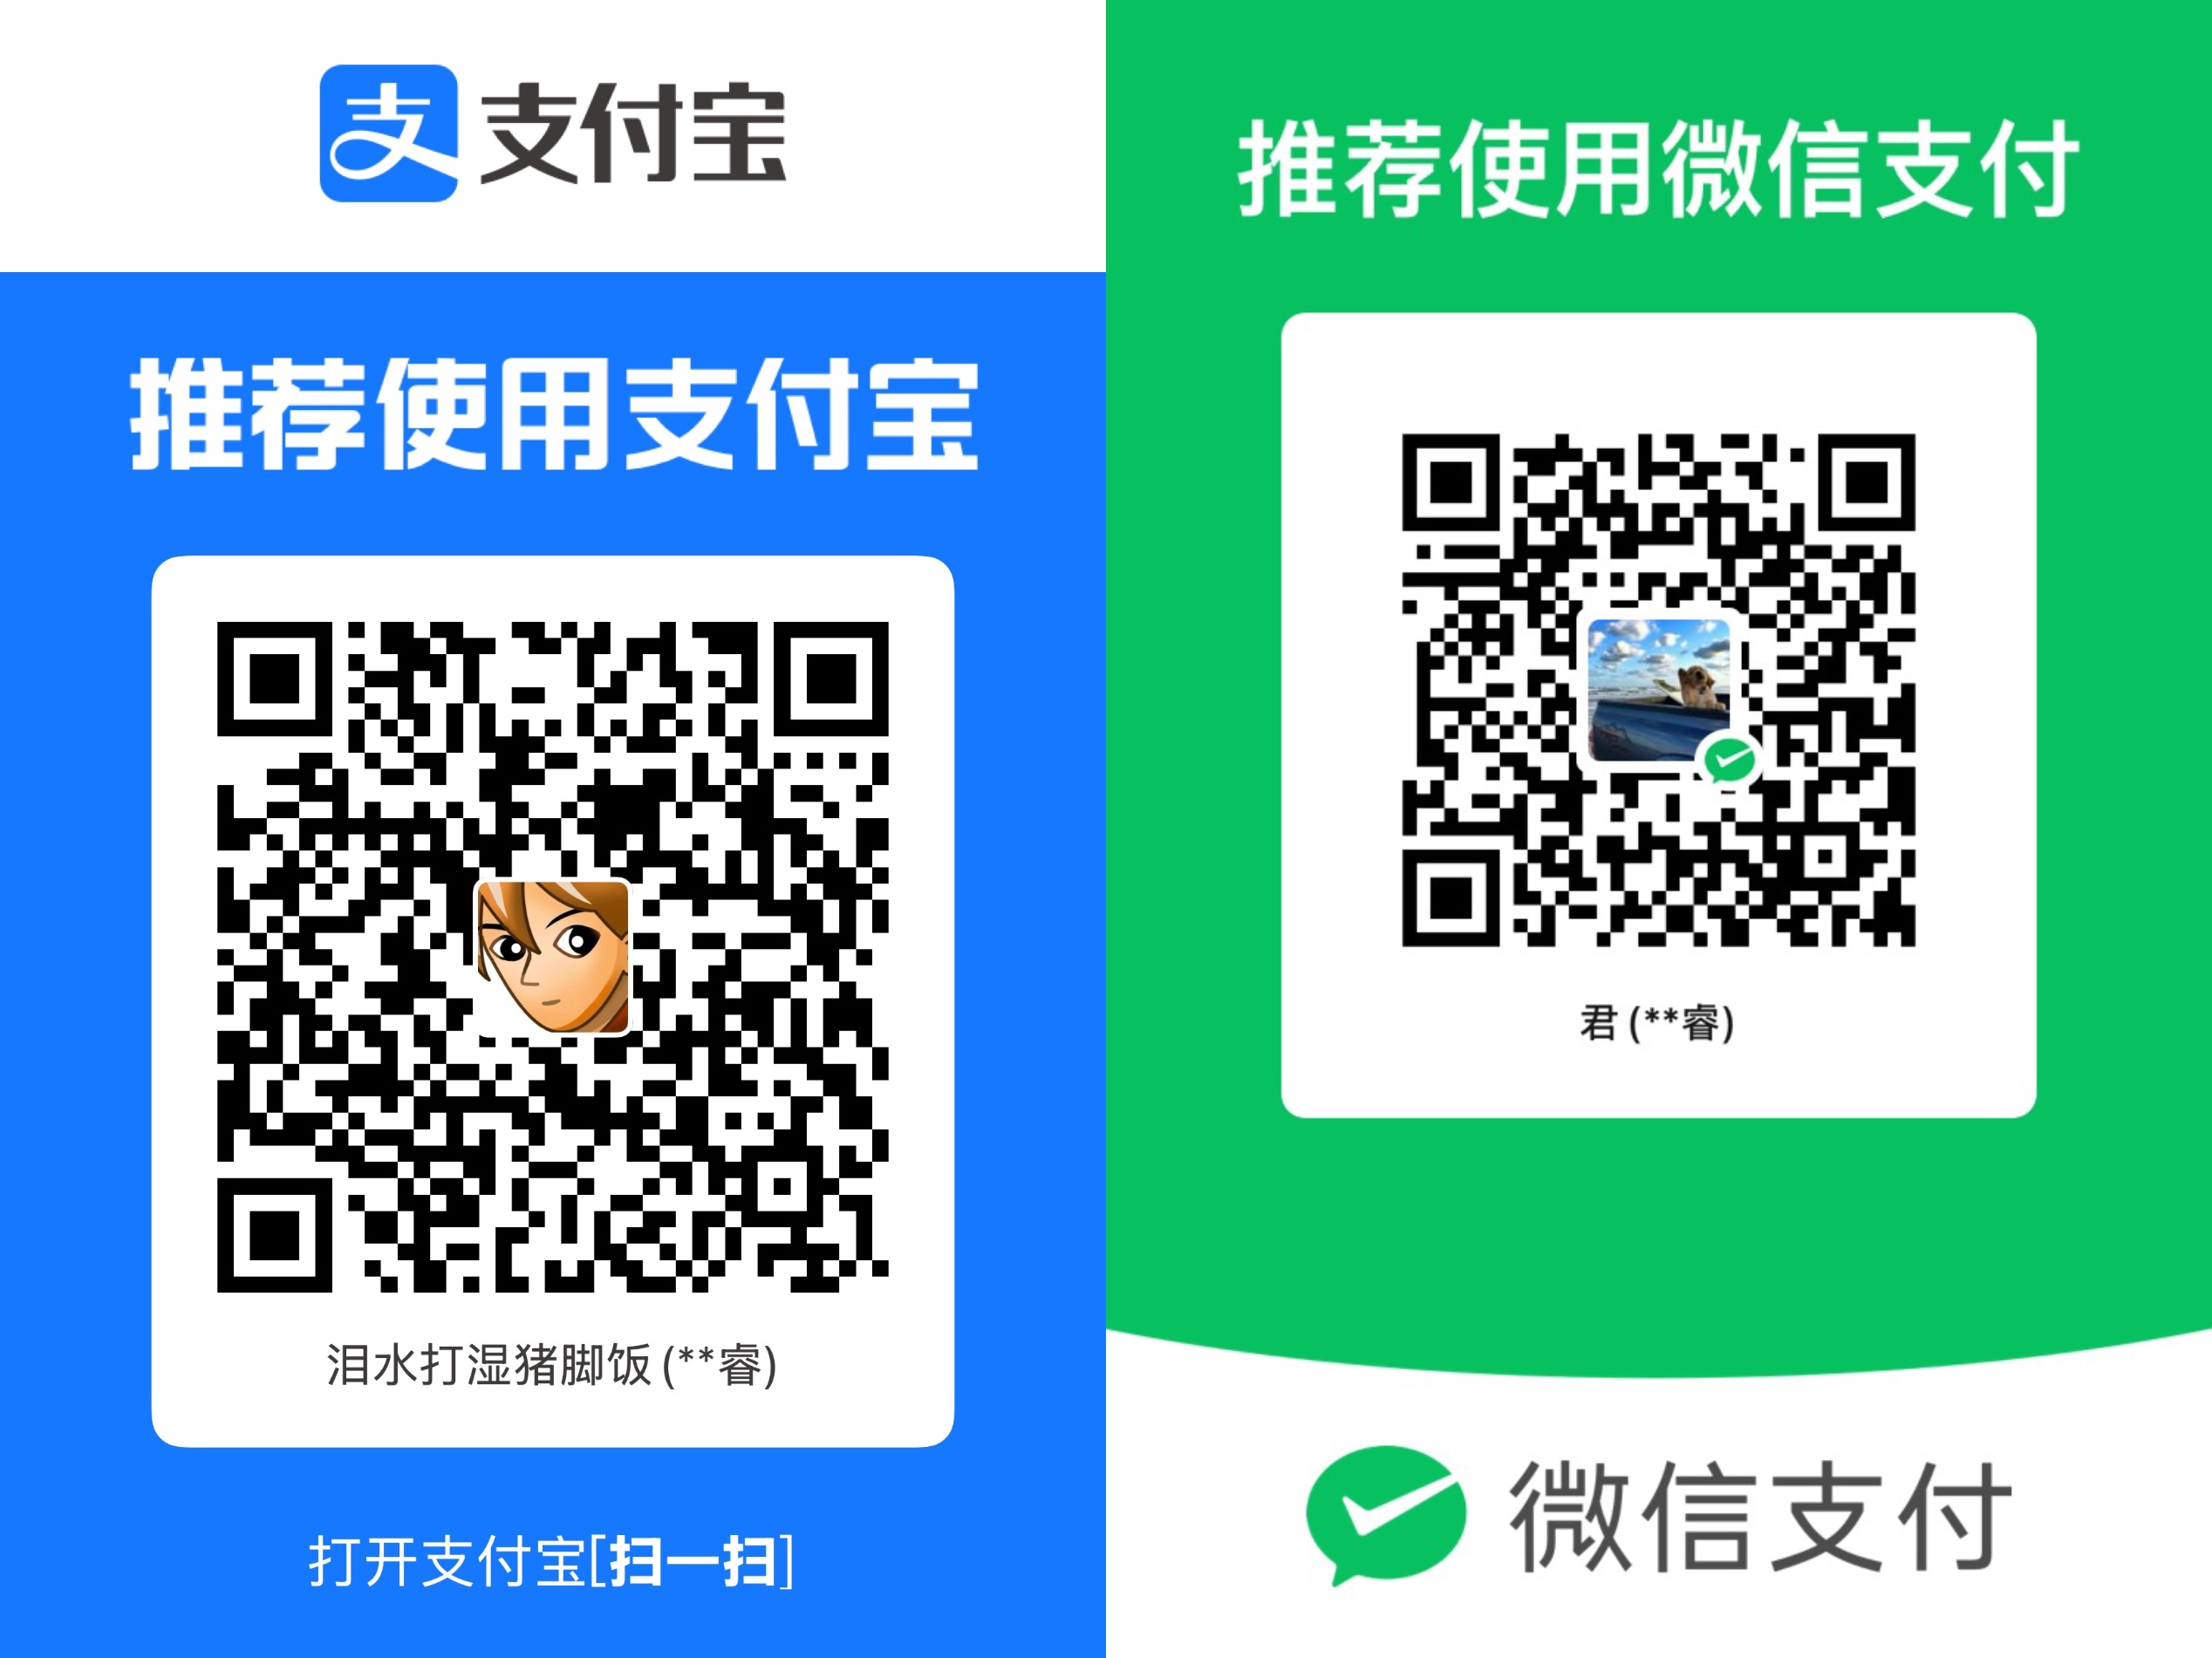 支 支付宝
推荐使用支付宝
泪水打湿猪脚饭 (**睿)
打开支付宝[扫一扫]
推荐使用微信支付
君 (**睿)
微信支付